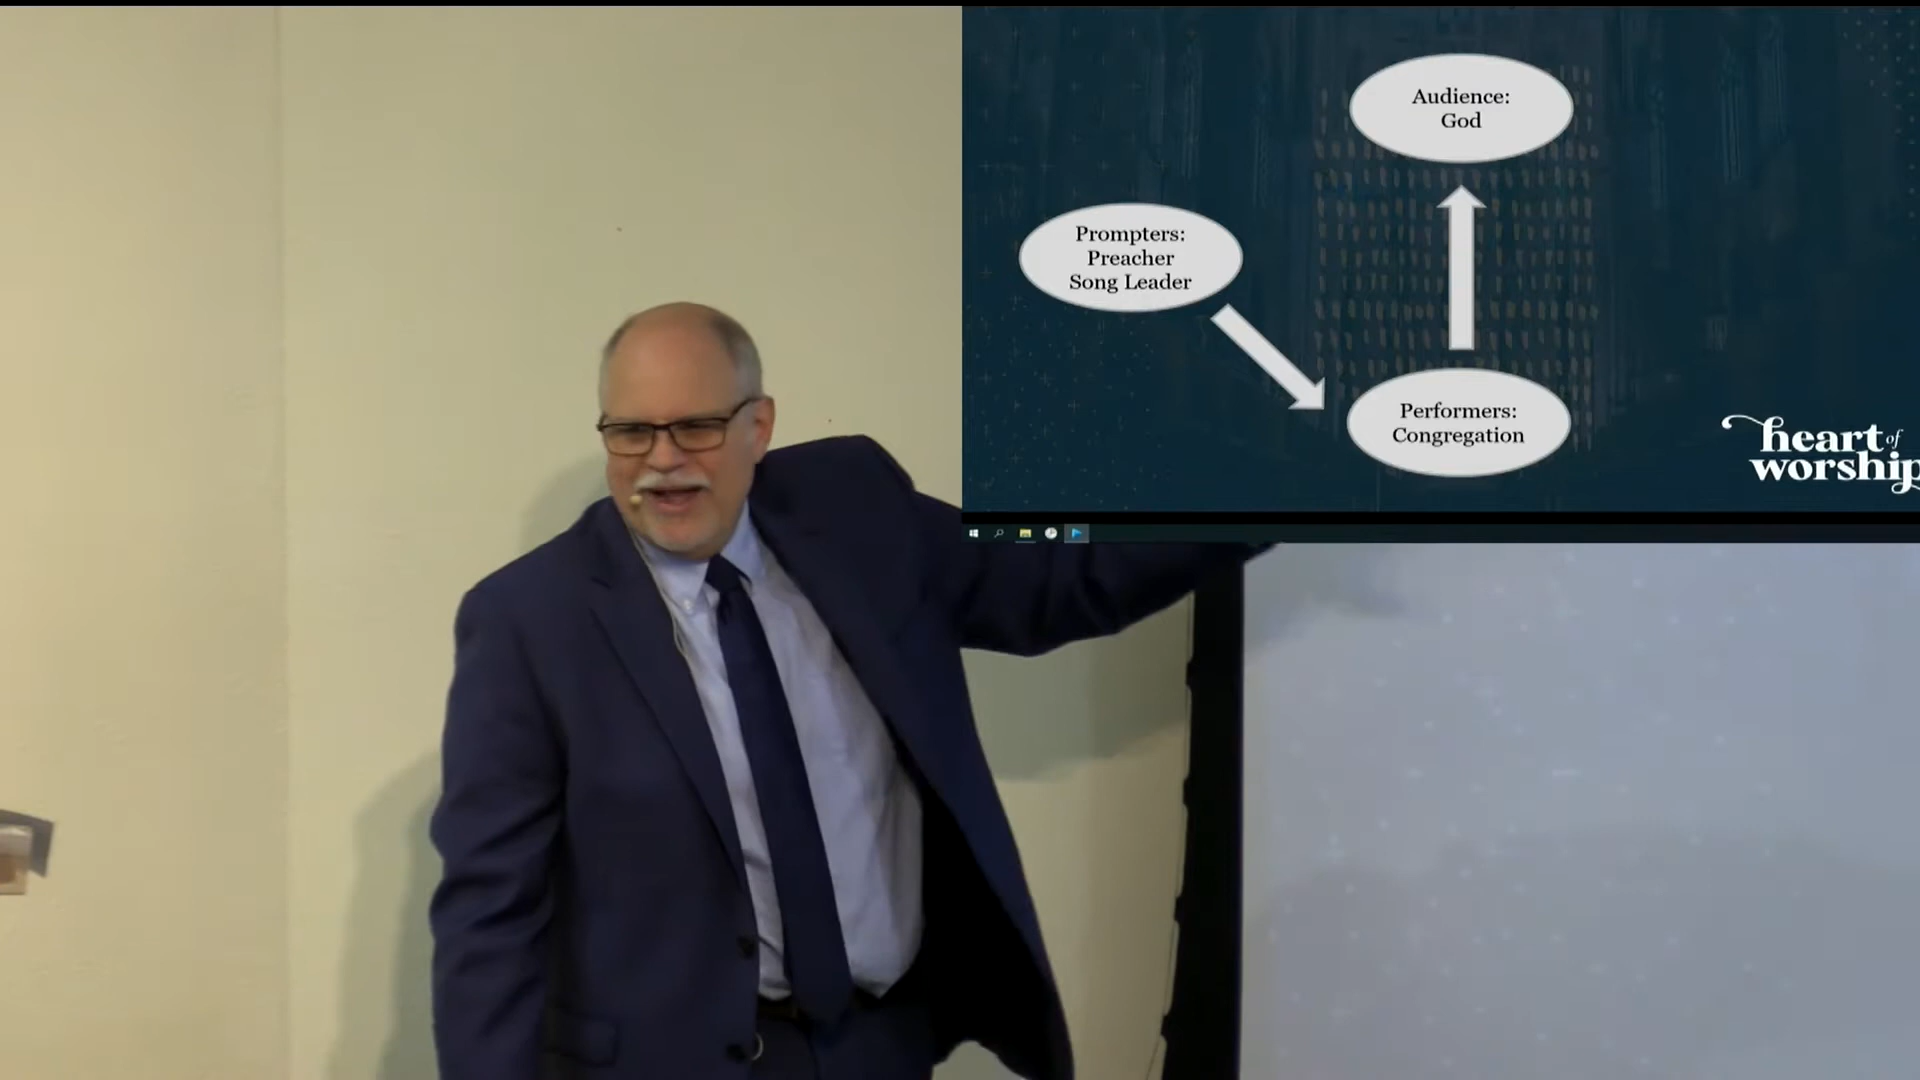 Audience:
God
Prompters:
Preacher
Song Leader
Performers:
Congregation
heart of
worship